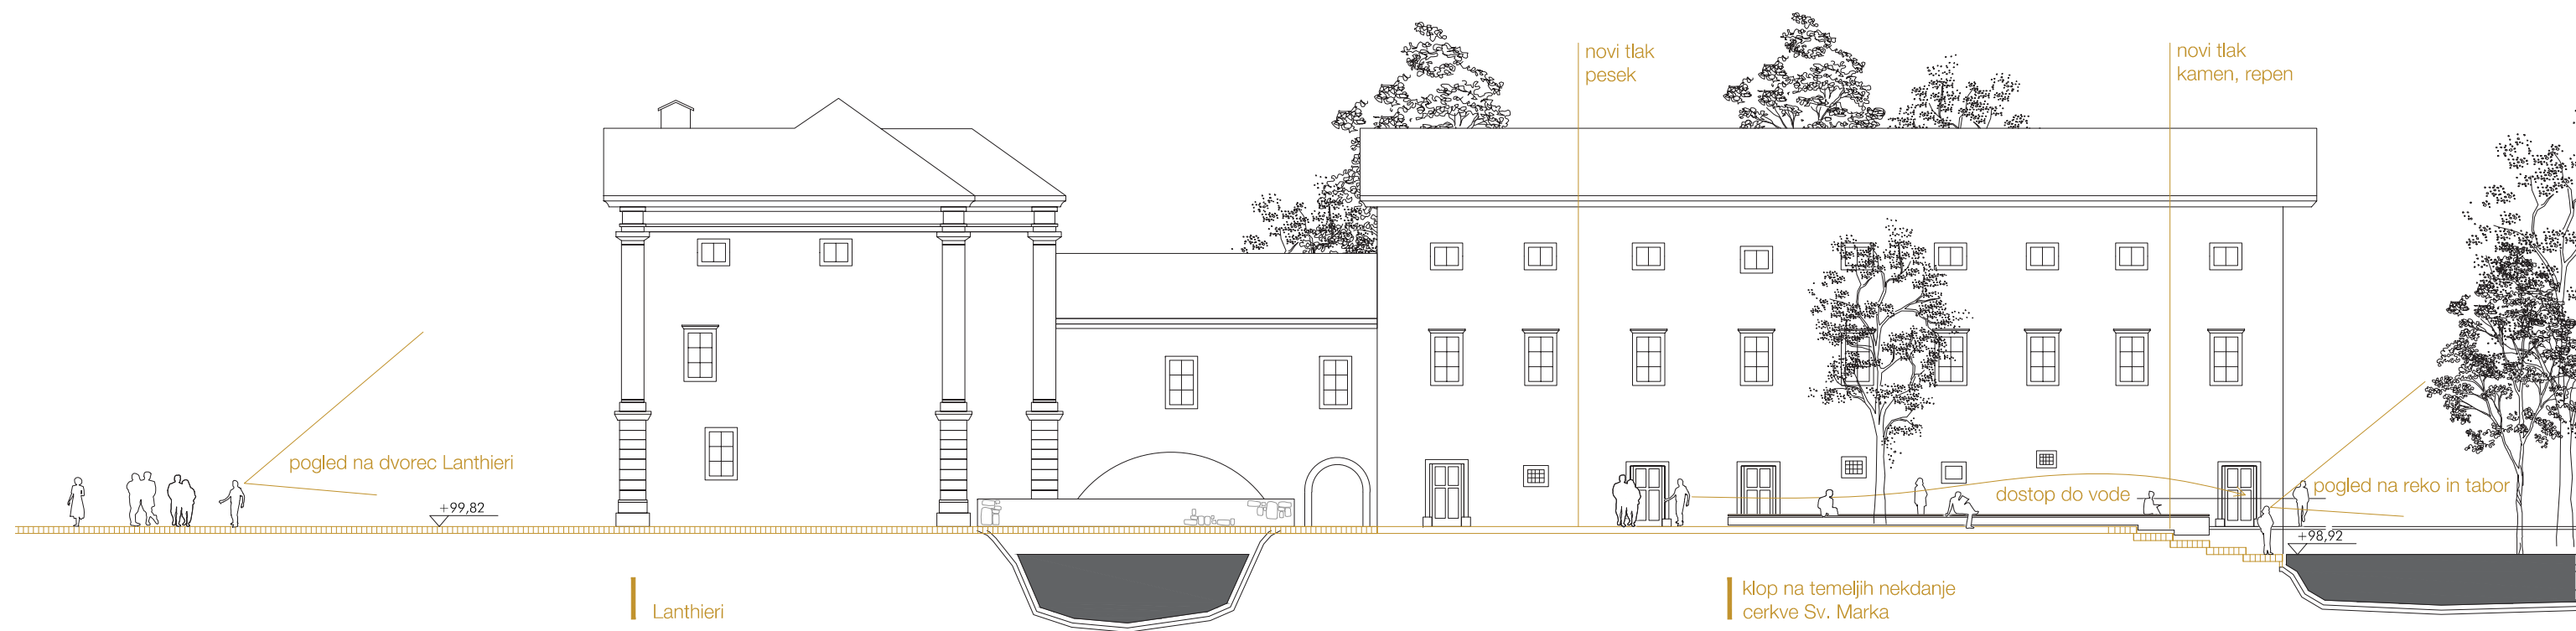 novi tlak
pesek
novi tlak
kamen, repen
pogled na dvorec Lanthieri
+99,82
dostop do vode
pogled na reko in tabor
+98,92
Lanthieri
klop na temeljih nekdanje
cerkve Sv. Marka